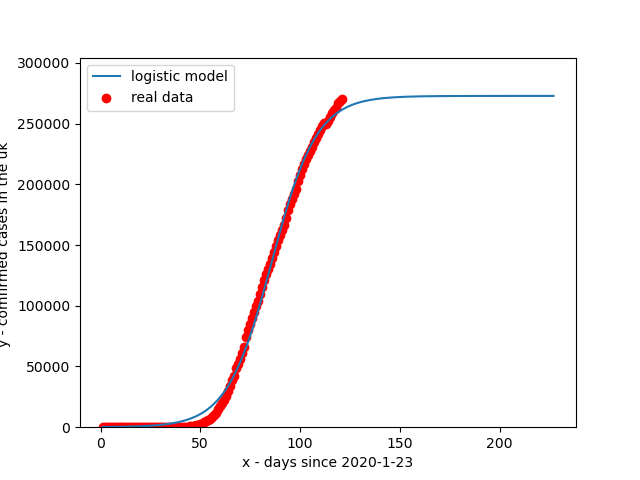 logistic model
real data
300000
250000
200000
150000
100000
50000
0
y - comfirmed cases in the uk
0 50 100 150 200
x - days since 2020-1-23